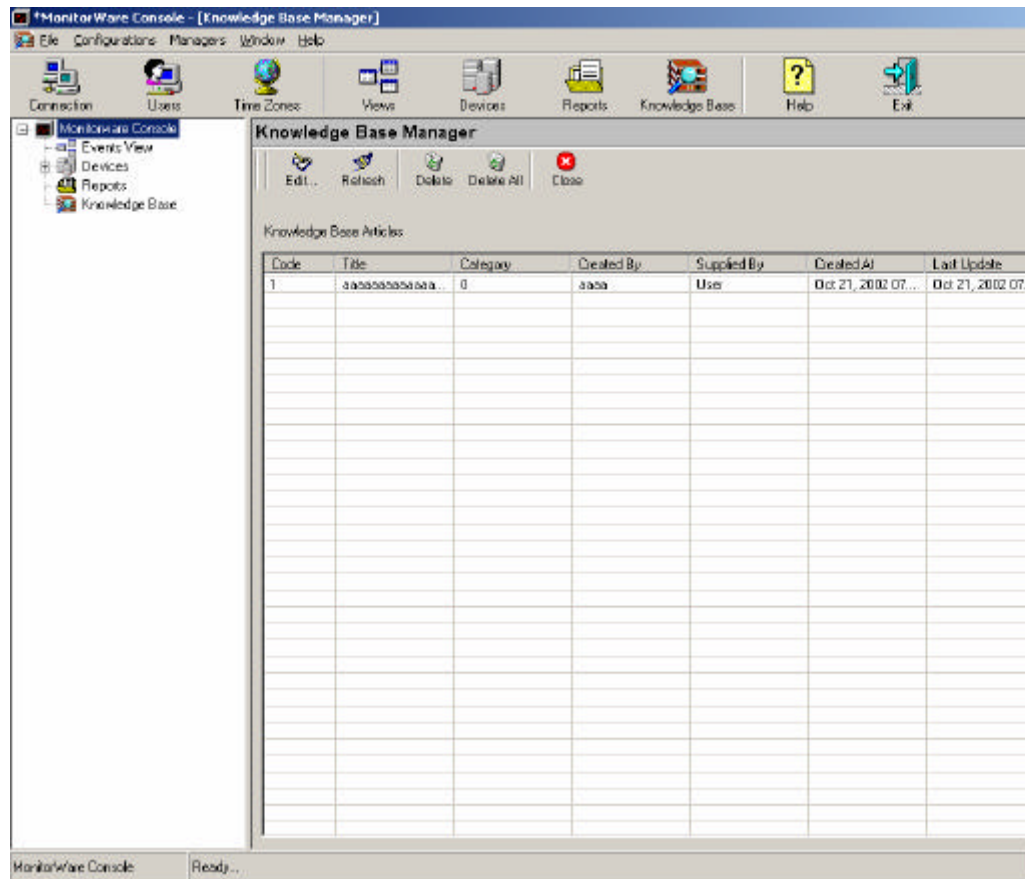 *MonitorWare Console - [Knowledge Base Manager]
File Configurations Managers Window Help
Connection Users Time Zones Views Devices Reports Knowledge Base Help Exit
Monitorware Console
Events View
Devices
Reports
Knowledge Base
Knowledge Base Manager
Edit... Refresh Delete Delete All Close
Knowledge Base Articles
Code Title Category Created By Supplied By Created At Last Update
1 aaaaaaaaaaaaa... 0 aaaa User Oct 21, 2002 07... Oct 21, 2002 07
MonitorWare Console Ready...